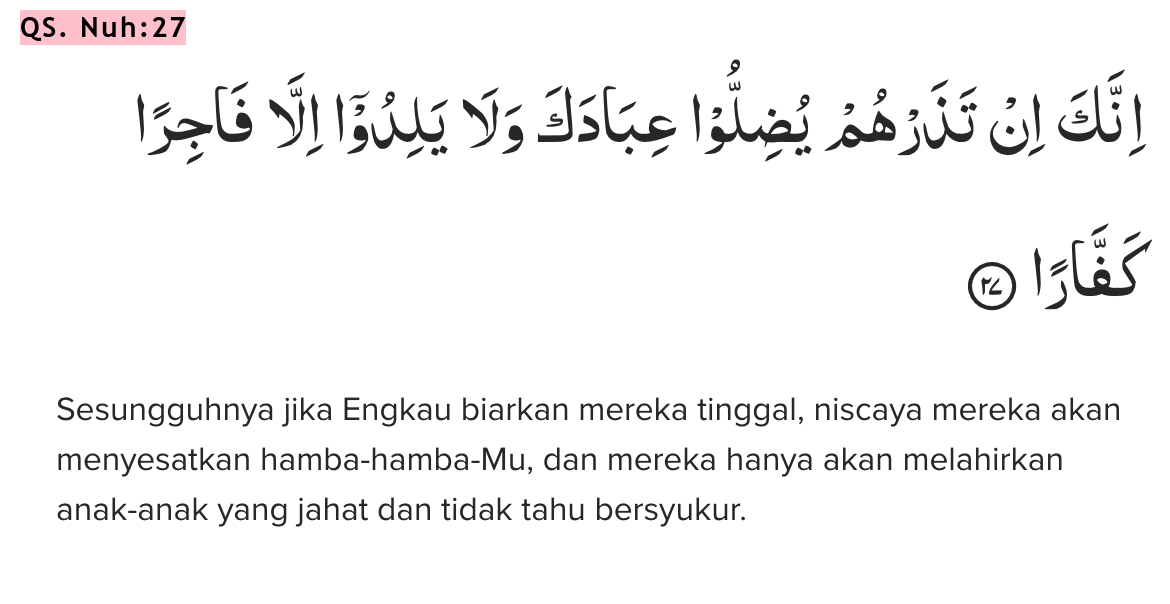 QS. Nuh:27
اِنَّكَ اِنْ تَذَرْهُمْ يُضِلُّوْا عِبَادَكَ وَلَا يَلِدُوْٓا اِلَّا فَاجِرًا
كَفَّارًا ٢٧
Sesungguhnya jika Engkau biarkan mereka tinggal, niscaya mereka akan
menyesatkan hamba-hamba-Mu, dan mereka hanya akan melahirkan
anak-anak yang jahat dan tidak tahu bersyukur.